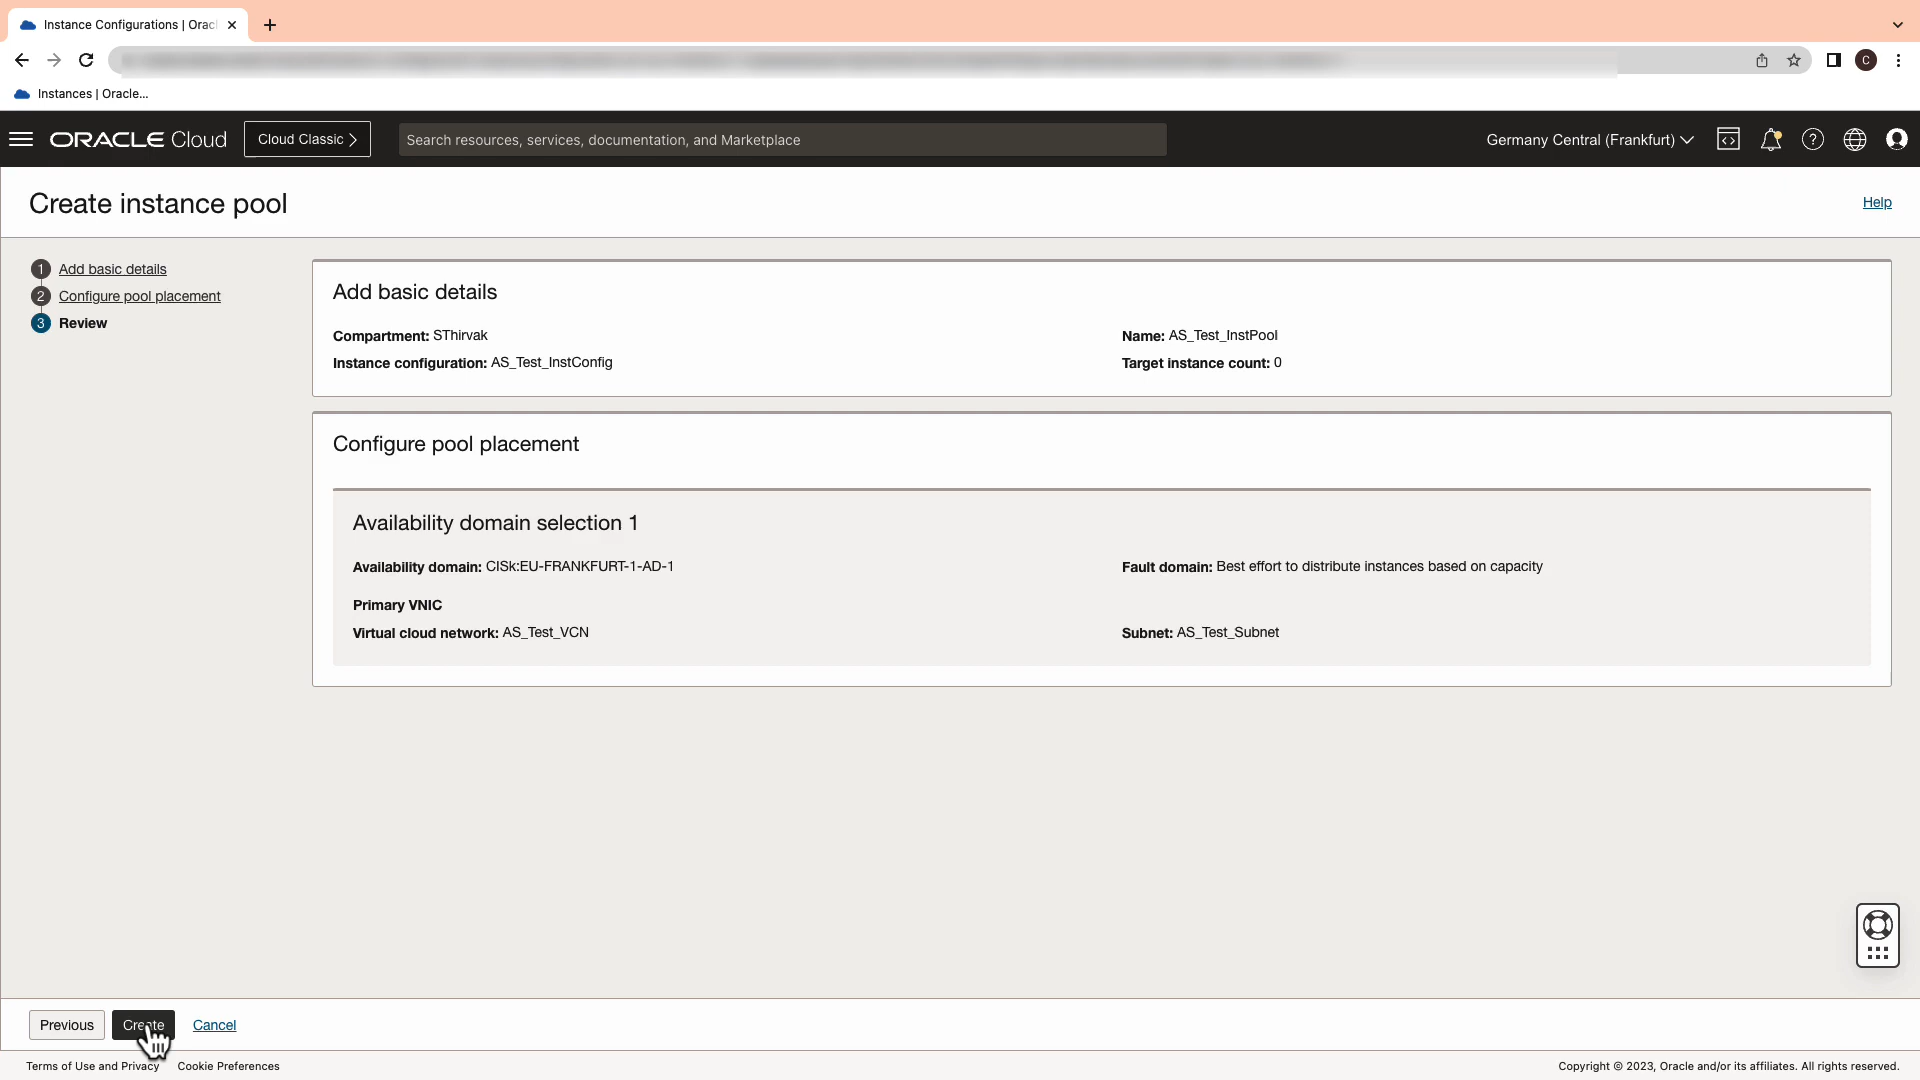 Instance Configurations | Orac
Instances | Oracle...
ORACLE Cloud
Cloud Classic
Search resources, services, documentation, and Marketplace
Germany Central (Frankfurt)
C
Create instance pool
Help
1 Add basic details
2 Configure pool placement
3 Review
Add basic details
Compartment: SThirvak
Name: AS_Test_InstPool
Instance configuration: AS_Test_InstConfig
Target instance count: 0
Configure pool placement
Availability domain selection 1
Availability domain: CISk:EU-FRANKFURT-1-AD-1
Fault domain: Best effort to distribute instances based on capacity
Primary VNIC
Virtual cloud network: AS_Test_VCN
Subnet: AS_Test_Subnet
Previous
Create
Cancel
Terms of Use and Privacy
Cookie Preferences
Copyright © 2023, Oracle and/or its affiliates. All rights reserved.